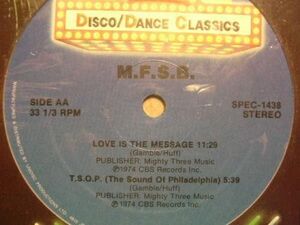 DISCO/DANCE CLASSICS
M.F.S.B.
SIDE AA
33 1/3 RPM
SPEC-1438
STEREO
LOVE IS THE MESSAGE 11:29
(Gamble/Huff)
PUBLISHER: Mighty Three Music
℗1974 CBS Records Inc.
T.S.O.P. (The Sound Of Philadelphia) 5:39
(Gamble/Huff)
PUBLISHER: Mighty Three Music
℗1974 CBS Records Inc.